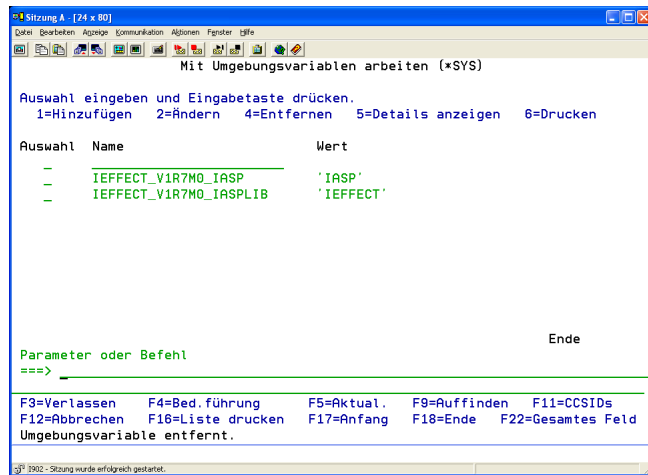 Sitzung A - [24 x 80]
Datei Bearbeiten Anzeige Kommunikation Aktionen Fenster Hilfe
Mit Umgebungsvariablen arbeiten (*SYS)
Auswahl eingeben und Eingabetaste drücken.
1=Hinzufügen 2=Ändern 4=Entfernen 5=Details anzeigen 6=Drucken
Auswahl Name Wert
IEFFECT_V1R7M0_IASP 'IASP'
IEFFECT_V1R7M0_IASPLIB 'IEFFECT'
Ende
Parameter oder Befehl
===>
F3=Verlassen F4=Bed.führung F5=Aktual. F9=Auffinden F11=CCSIDs
F12=Abbrechen F16=Liste drucken F17=Anfang F18=Ende F22=Gesamtes Feld
Umgebungsvariable entfernt.
I902 - Sitzung wurde erfolgreich gestartet.